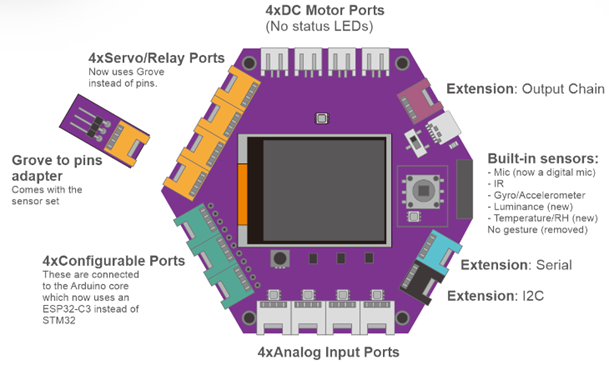 4xDC Motor Ports
(No status LEDs)
4xServo/Relay Ports
Now uses Grove
instead of pins.
Extension: Output Chain
Grove to pins
adapter
Comes with the
sensor set
Built-in sensors:
- Mic (now a digital mic)
- IR
- Gyro/Accelerometer
- Luminance (new)
- Temperature/RH (new)
No gesture (removed)
4xConfigurable Ports
These are connected
to the Arduino core
which now uses an
ESP32-C3 instead of
STM32
Extension: Serial
Extension: I2C
4xAnalog Input Ports